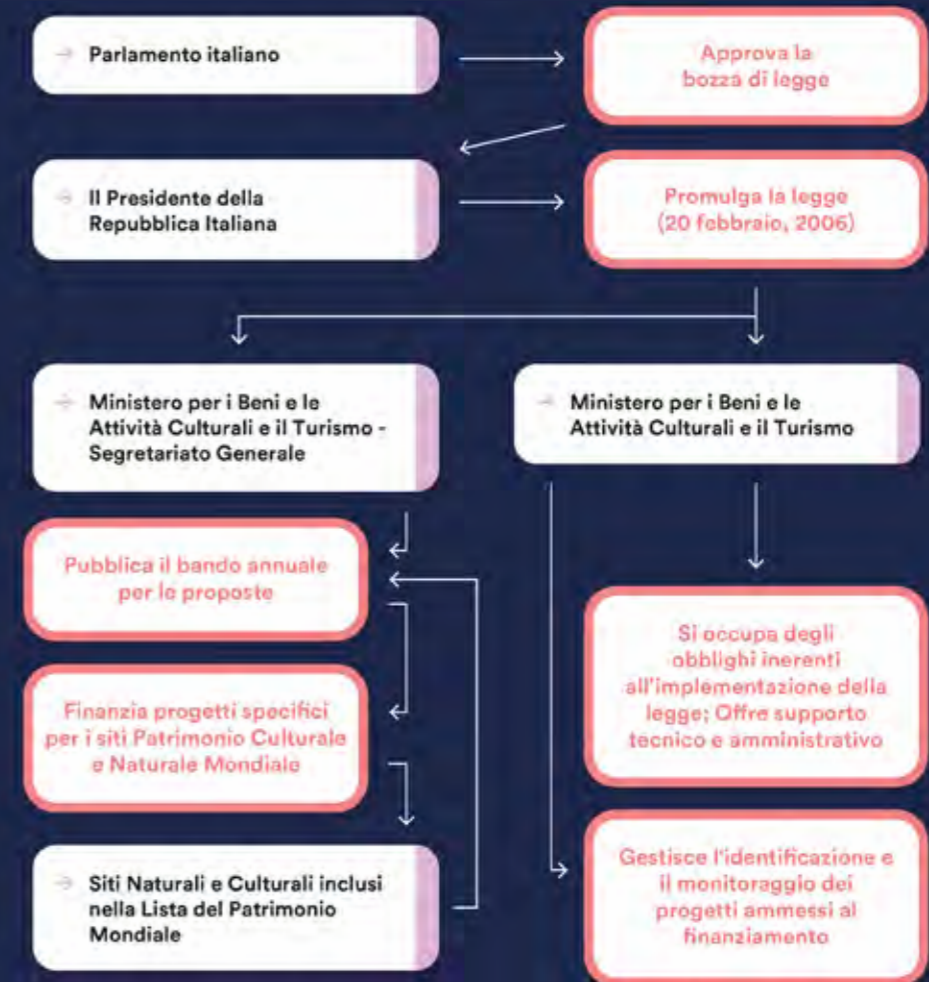 Parlamento italiano
Approva la
bozza di legge
Il Presidente della
Repubblica Italiana
Promulga la legge
(20 febbraio, 2006)
Ministero per i Beni e le
Attività Culturali e il Turismo -
Segretariato Generale
Ministero per i Beni e le
Attività Culturali e il Turismo
Pubblica il bando annuale
per le proposte
Finanzia progetti specifici
per i siti Patrimonio Culturale
e Naturale Mondiale
Siti Naturali e Culturali inclusi
nella Lista del Patrimonio
Mondiale
Si occupa degli
obblighi inerenti
all'implementazione della
legge; Offre supporto
tecnico e amministrativo
Gestisce l'identificazione e
il monitoraggio dei
progetti ammessi al
finanziamento